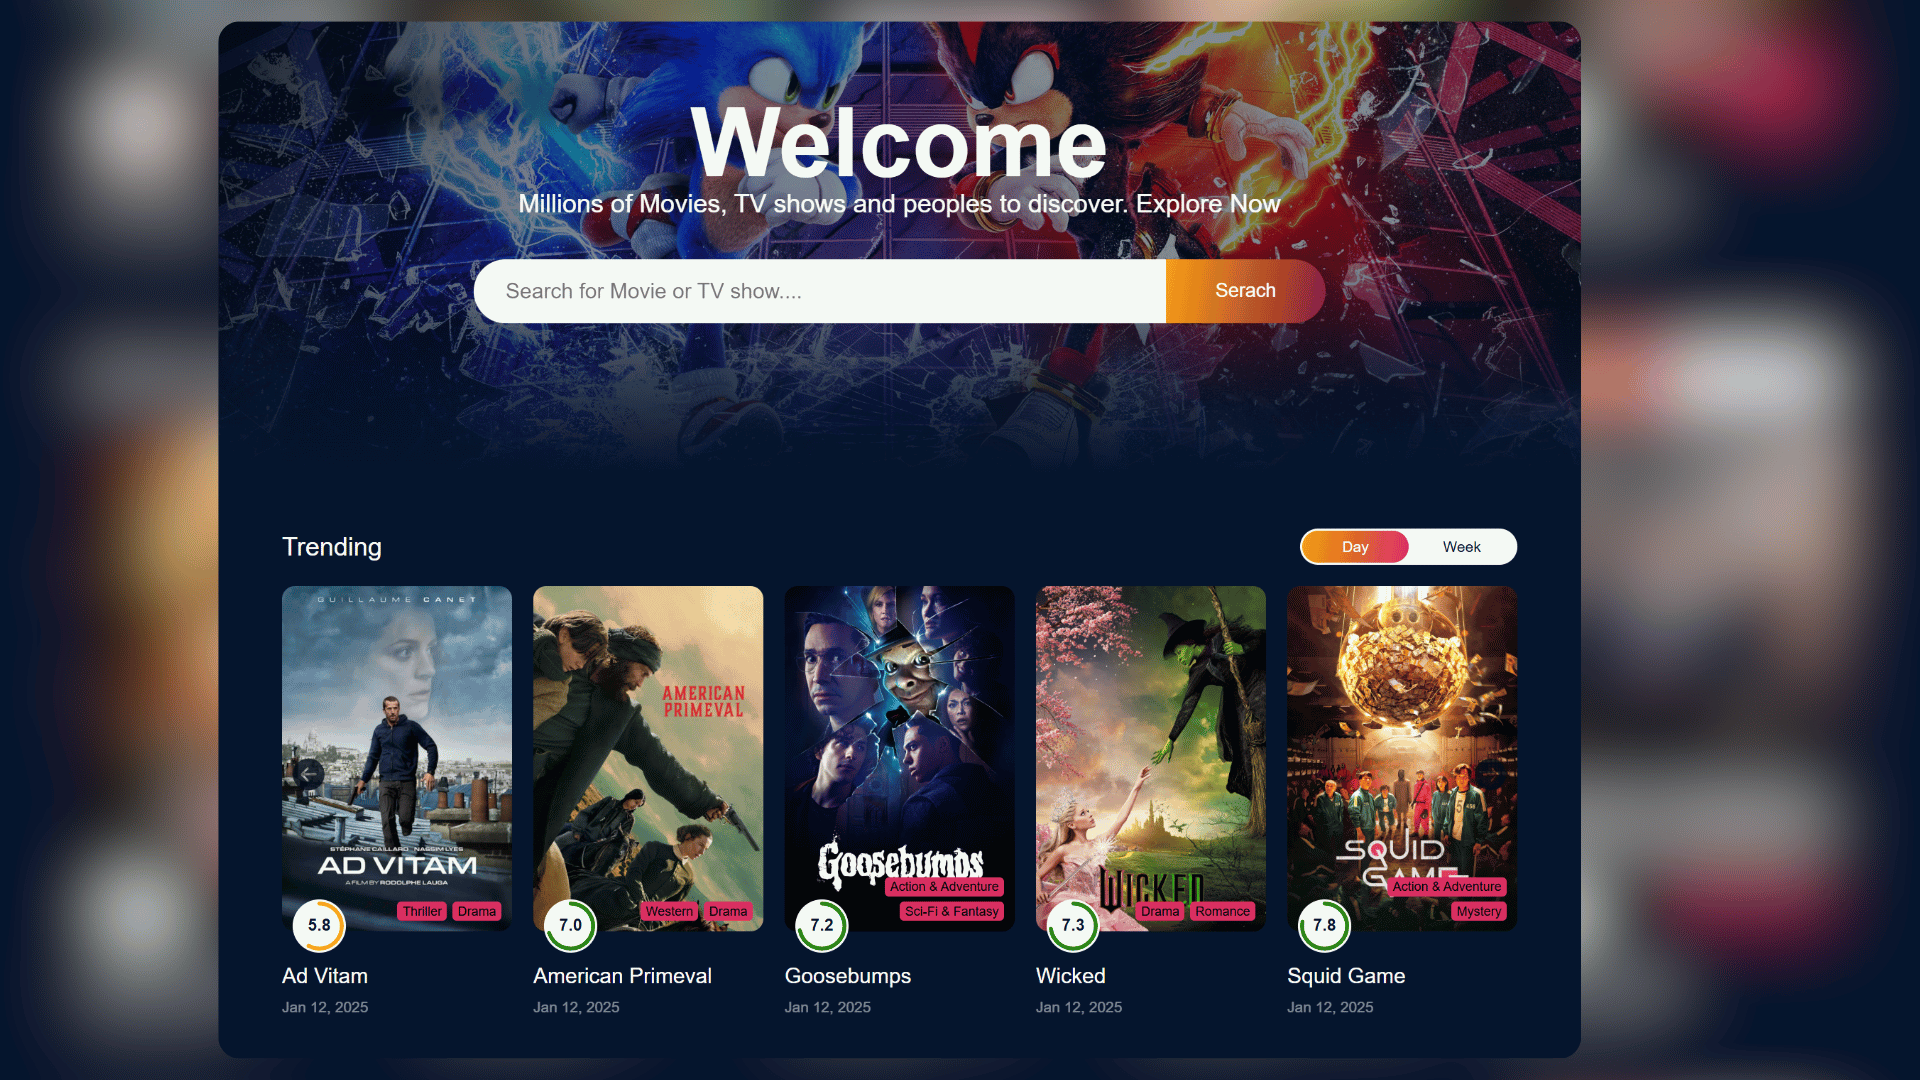 Welcome
Millions of Movies, TV shows and peoples to discover. Explore Now
Search for Movie or TV show....
Serach
Trending
Day
Week
GUILLAUME CANET
STÉPHANE CAILLARD NASSIM LYES
AD VITAM
A FILM BY RODOLPHE LAUGA
Thriller
Drama
5.8
Ad Vitam
Jan 12, 2025
AMERICAN
PRIMEVAL
Western
Drama
7.0
American Primeval
Jan 12, 2025
Goosebumps
Action & Adventure
Sci-Fi & Fantasy
7.2
Goosebumps
Jan 12, 2025
WICKED
Drama
Romance
7.3
Wicked
Jan 12, 2025
SQUID
GAME
Action & Adventure
Mystery
7.8
Squid Game
Jan 12, 2025